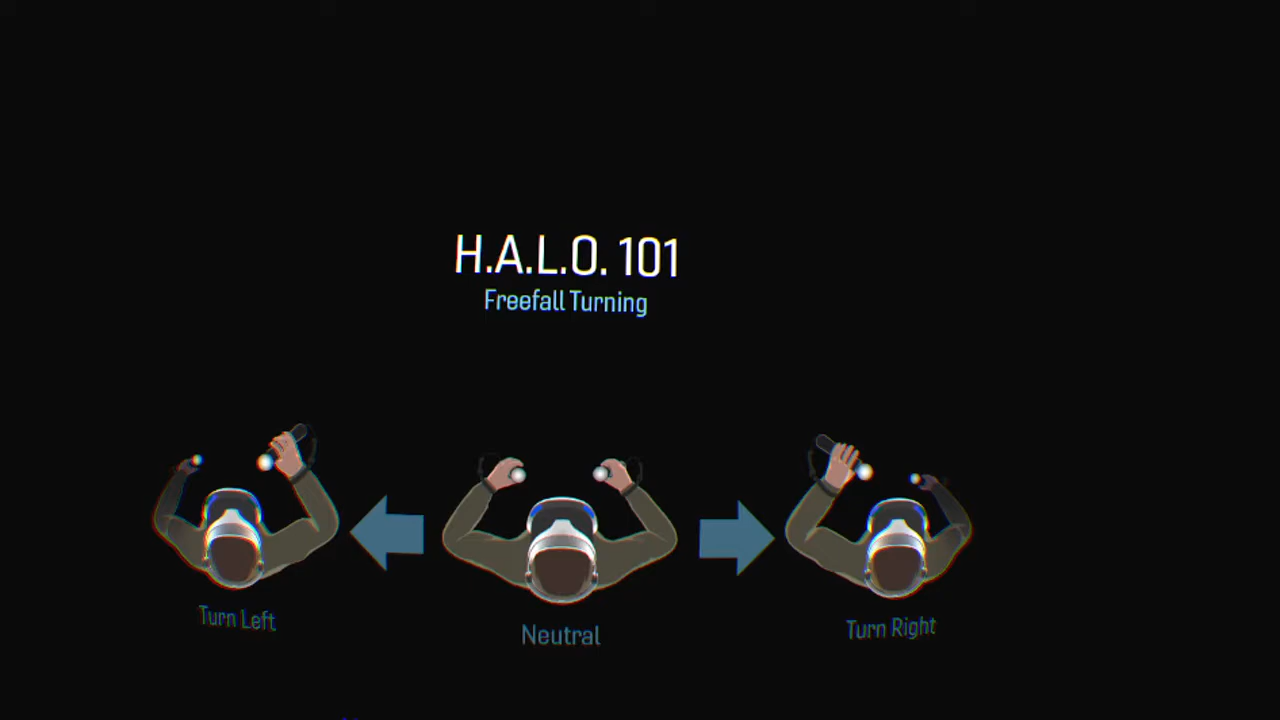 H.A.L.O. 101
Freefall Turning
Turn Left
Neutral
Turn Right